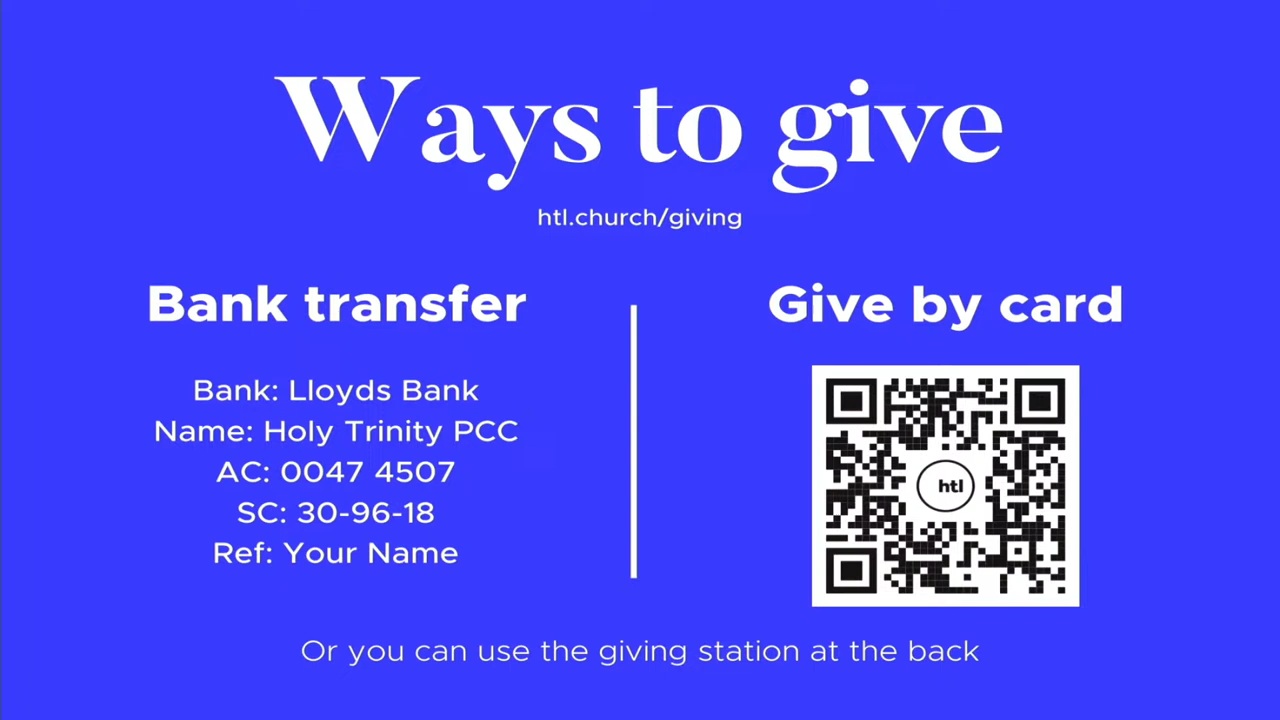 Ways to give
htl.church/giving
Bank transfer
Bank: Lloyds Bank
Name: Holy Trinity PCC
AC: 0047 4507
SC: 30-96-18
Ref: Your Name
Give by card
htl
Or you can use the giving station at the back